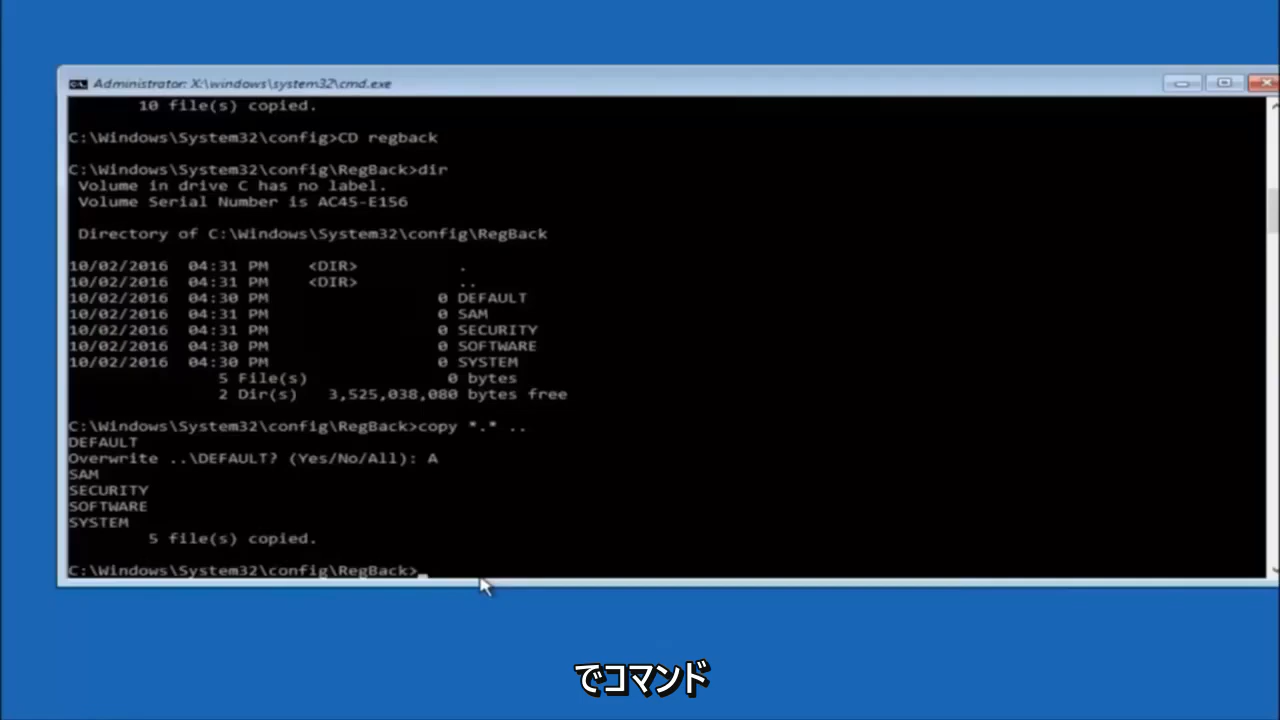 Administrator: X:\windows\system32\cmd.exe
10 file(s) copied.
C:\Windows\System32\config>CD regback
C:\Windows\System32\config\RegBack>dir
Volume in drive C has no label.
Volume Serial Number is AC45-E156
Directory of C:\Windows\System32\config\RegBack
10/02/2016 04:31 PM <DIR> .
10/02/2016 04:31 PM <DIR> ..
10/02/2016 04:30 PM 0 DEFAULT
10/02/2016 04:31 PM 0 SAM
10/02/2016 04:31 PM 0 SECURITY
10/02/2016 04:30 PM 0 SOFTWARE
10/02/2016 04:30 PM 0 SYSTEM
5 File(s) 0 bytes
2 Dir(s) 3,525,038,080 bytes free
C:\Windows\System32\config\RegBack>copy *.* ..
DEFAULT
Overwrite ..\DEFAULT? (Yes/No/All): A
SAM
SECURITY
SOFTWARE
SYSTEM
5 file(s) copied.
C:\Windows\System32\config\RegBack>_
でコマンド